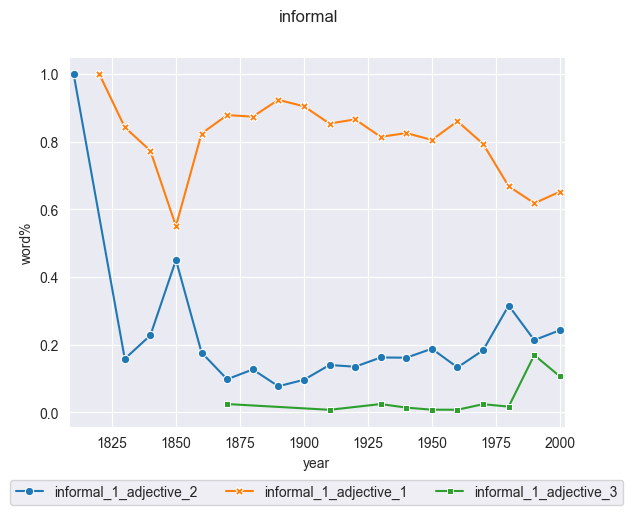 informal
1.0
0.8
0.6
0.4
0.2
0.0
word%
1825 1850 1875 1900 1925 1950 1975 2000
year
informal_1_adjective_2 informal_1_adjective_1 informal_1_adjective_3